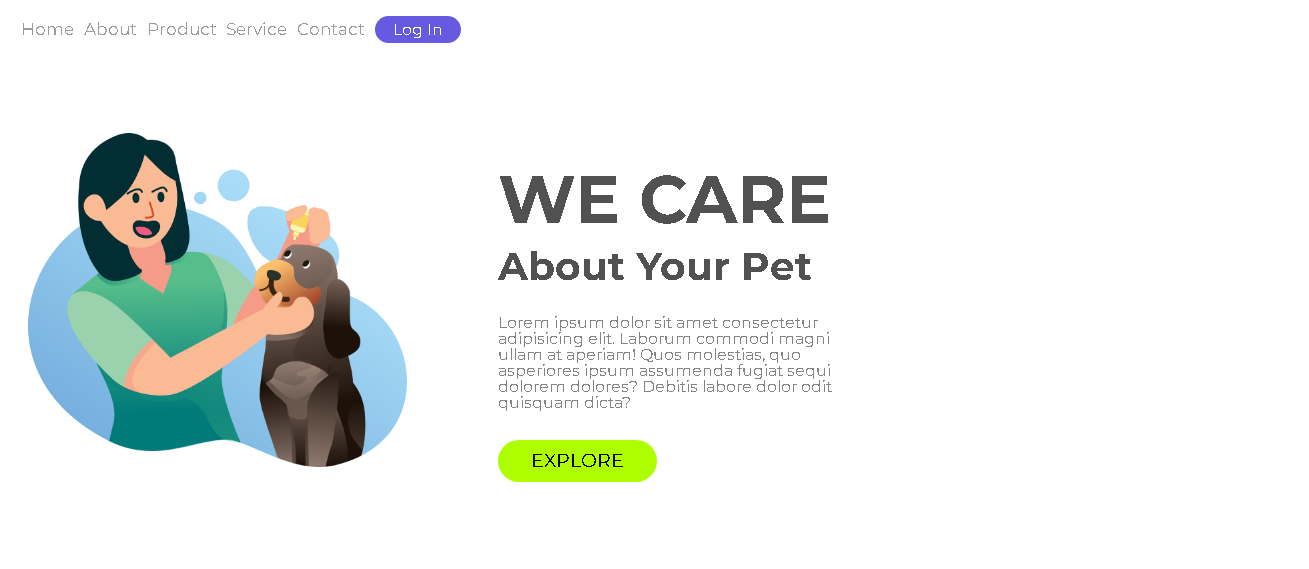 Home About Product Service Contact Log In
WE CARE
About Your Pet
Lorem ipsum dolor sit amet consectetur
adipisicing elit. Laborum commodi magni
ullam at aperiam! Quos molestias, quo
asperiores ipsum assumenda fugiat sequi
dolorem dolores? Debitis labore dolor odit
quisquam dicta?
EXPLORE